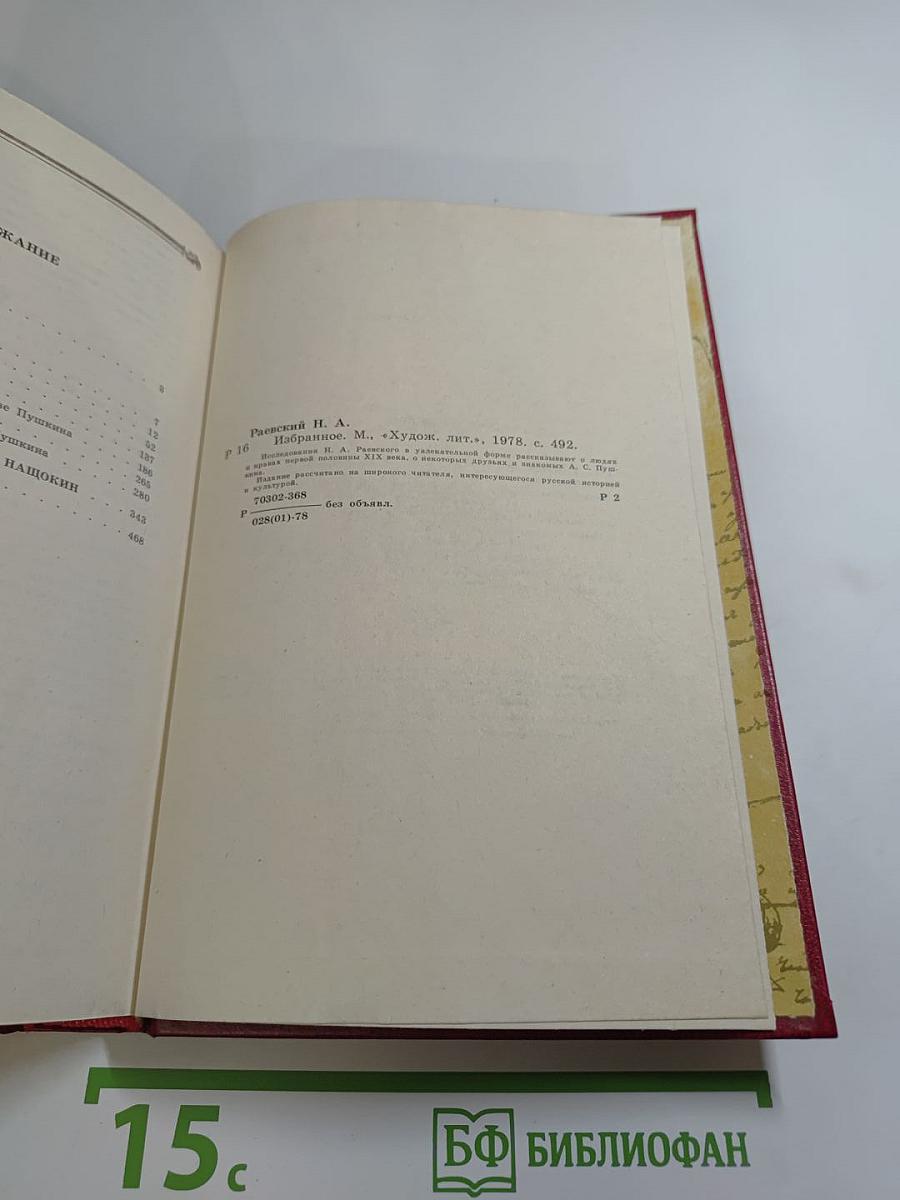 ЖАНИЕ
8
7
12
ве Пушкина
52
137
ушкина
186
265
НАЩОКИН
280
343
468
Раевский Н. А.
Р 16 Избранное. М., «Худож. лит.», 1978. с. 492.
Исследования Н. А. Раевского в увлекательной форме рассказывают о людях
и нравах первой половины XIX века, о некоторых друзьях и знакомых А. С. Пуш-
кина.
Издание рассчитано на широкого читателя, интересующегося русской историей
и культурой.
70302-368
Р 2
Р
без объявл.
028(01)-78
15 с
БФ БИБЛИОФАН